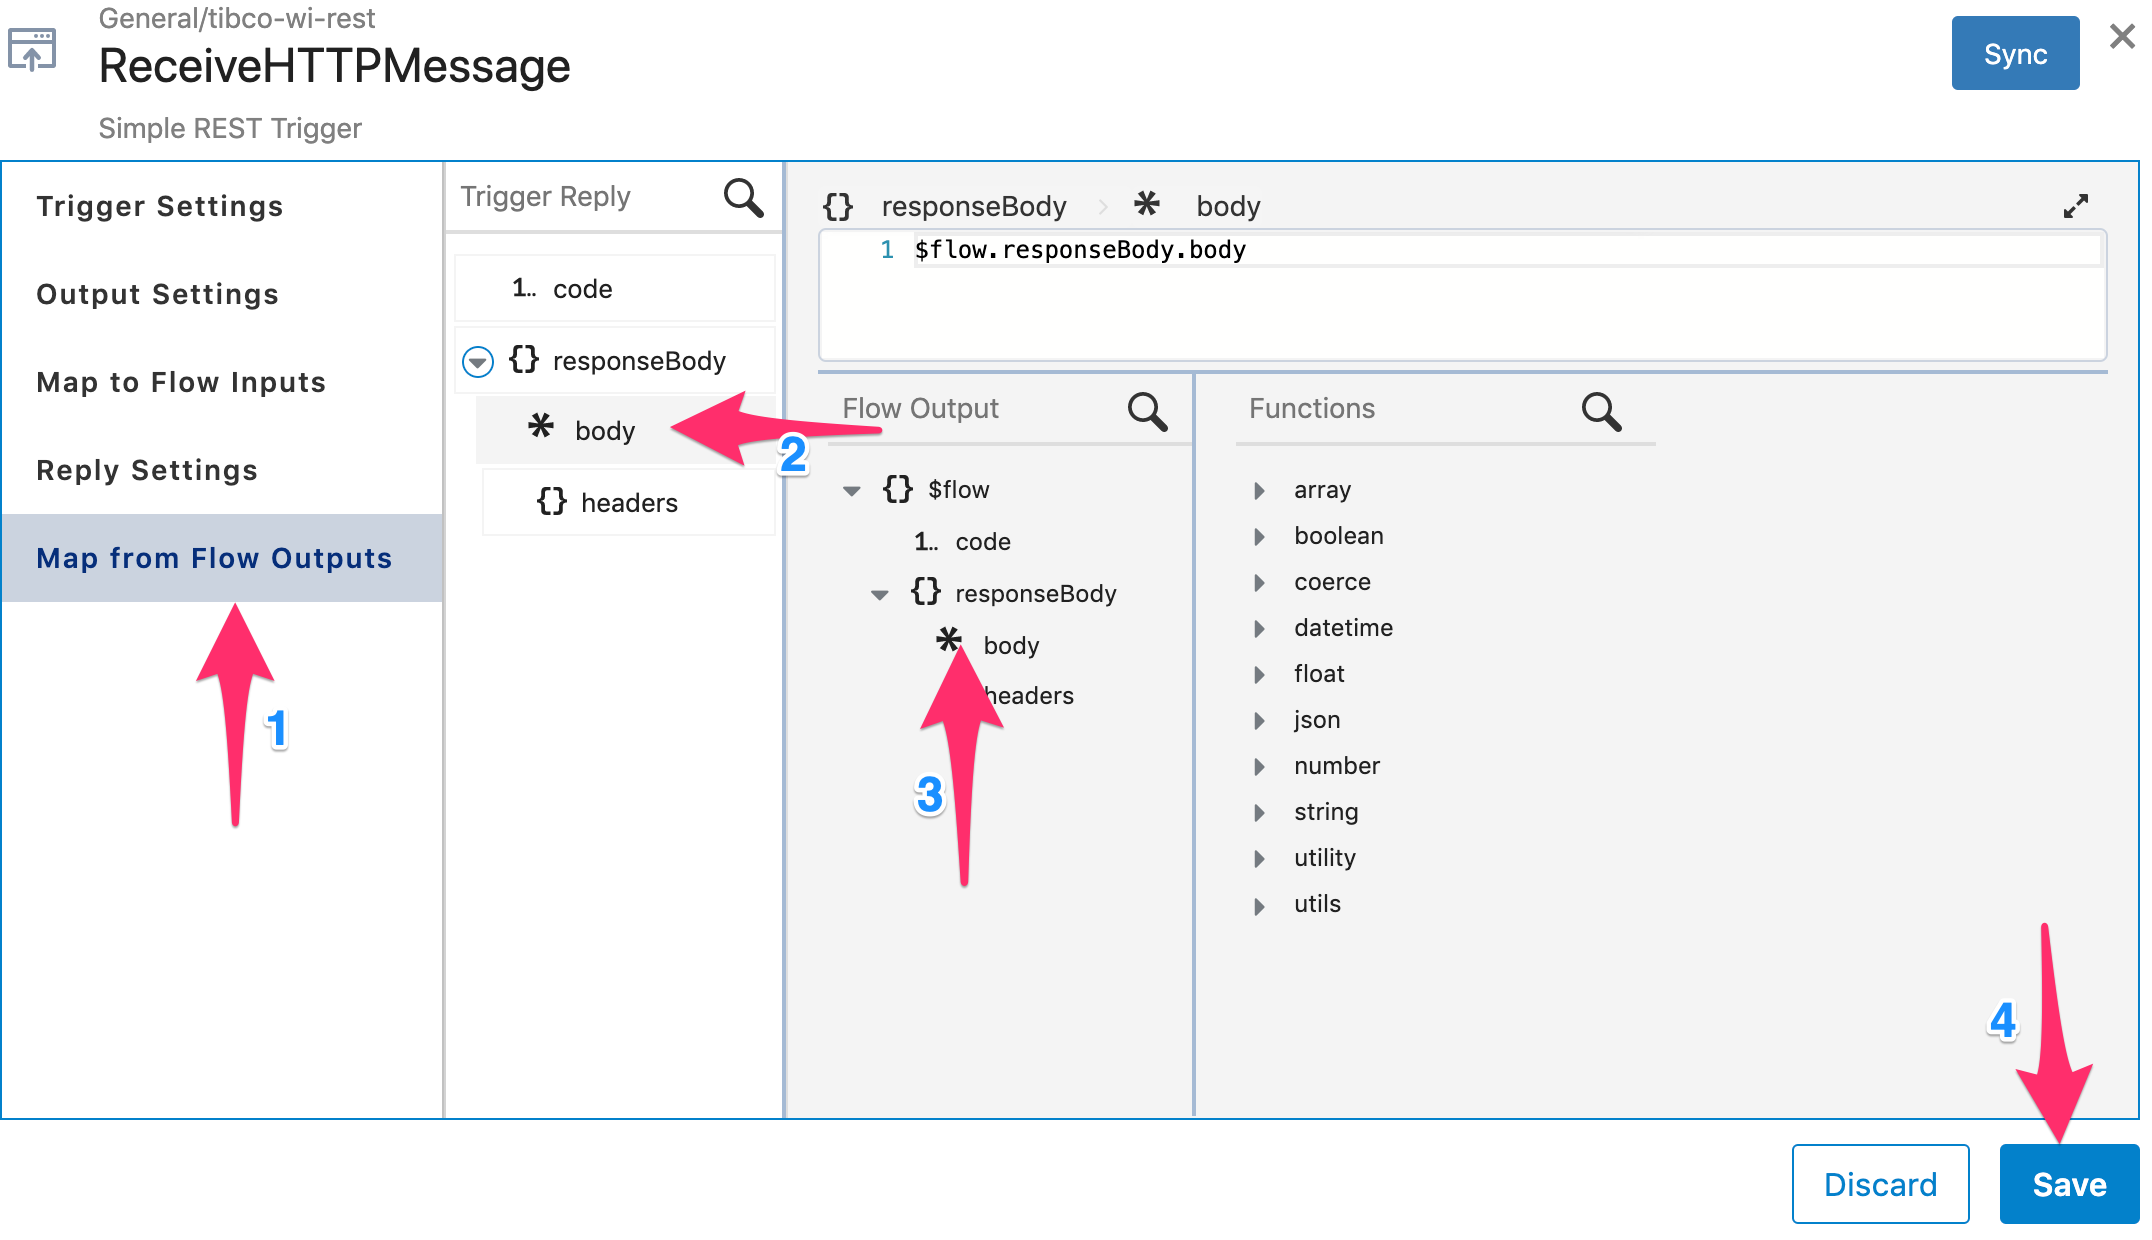 General/tibco-wi-rest
ReceiveHTTPMessage
Simple REST Trigger
Sync
Trigger Settings
Output Settings
Map to Flow Inputs
Reply Settings
Map from Flow Outputs
1
Trigger Reply
1.. code
{} responseBody
* body
{} headers
2
{} responseBody > * body
1 $flow.responseBody.body
Flow Output
{} $flow
1.. code
{} responseBody
* body
headers
3
Functions
array
boolean
coerce
datetime
float
json
number
string
utility
utils
4
Discard
Save